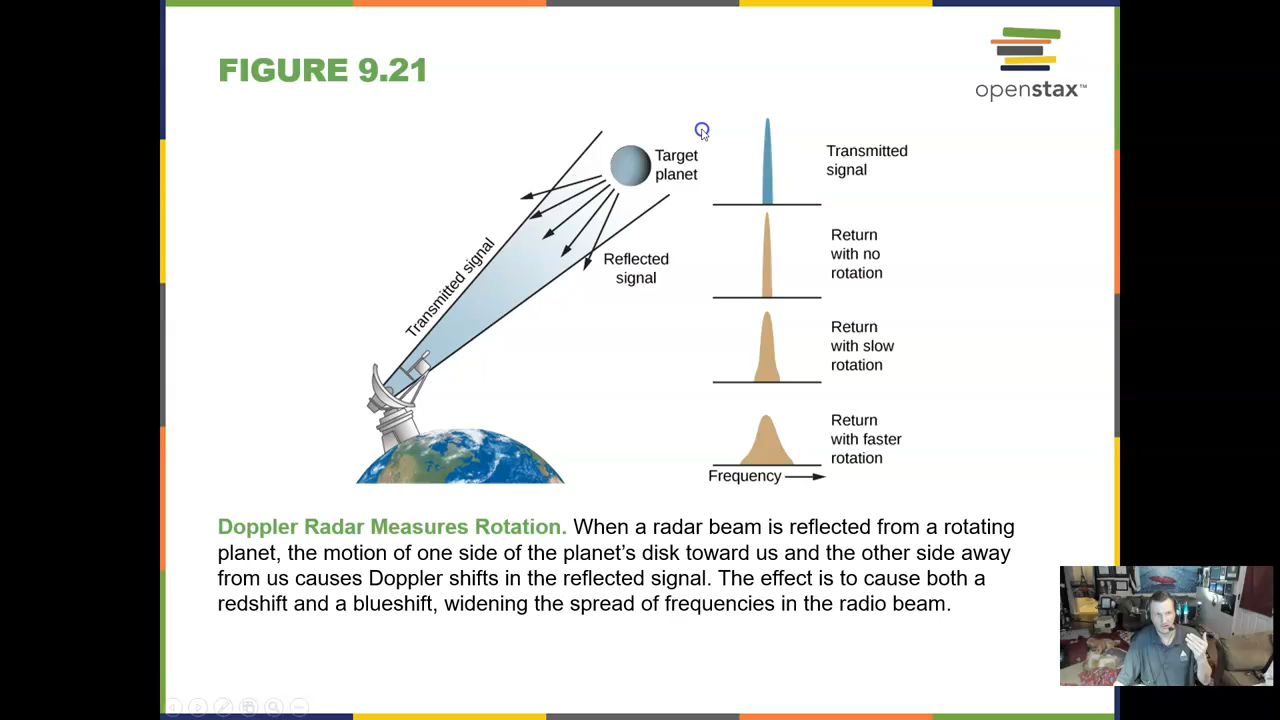 FIGURE 9.21
openstax™
Target
planet
Transmitted signal
Reflected
signal
Transmitted
signal
Return
with no
rotation
Return
with slow
rotation
Return
with faster
rotation
Frequency
Doppler Radar Measures Rotation. When a radar beam is reflected from a rotating
planet, the motion of one side of the planet's disk toward us and the other side away
from us causes Doppler shifts in the reflected signal. The effect is to cause both a
redshift and a blueshift, widening the spread of frequencies in the radio beam.